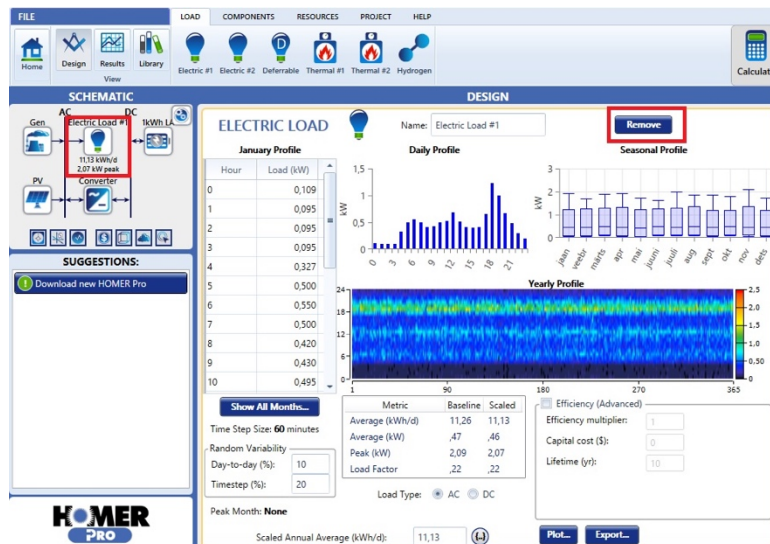 FILE
LOAD COMPONENTS RESOURCES PROJECT HELP
Home
Design Results Library
View
Electric #1 Electric #2 Deferrable Thermal #1 Thermal #2 Hydrogen
Calculat
SCHEMATIC
AC DC
Gen Electric Load #1 1kWh LA
11,13 kWh/d
2,07 kW peak
PV Converter
SUGGESTIONS:
Download new HOMER Pro
HOMER
PRO
DESIGN
ELECTRIC LOAD Name: Electric Load #1 Remove
January Profile
Hour Load (kW)
0 0,109
1 0,095
2 0,095
3 0,095
4 0,327
5 0,500
6 0,550
7 0,500
8 0,420
9 0,430
10 0,495
Daily Profile
kW
1,5
1
0,5
0
0 3 6 9 12 15 18 21
Seasonal Profile
kW
3
2
1
0
jaan veebr märts apr mai juuni juuli aug sept okt nov dets
Yearly Profile
24
18
12
6
0
1 90 180 270 365
2.5
2.0
1.50
1.0
0.50
0
Show All Months...
Time Step Size: 60 minutes
Random Variability
Day-to-day (%): 10
Timestep (%): 20
Peak Month: None
Metric Baseline Scaled
Average (kWh/d) 11,26 11,13
Average (kW) ,47 ,46
Peak (kW) 2,09 2,07
Load Factor ,22 ,22
Load Type: AC DC
Scaled Annual Average (kWh/d): 11,13 {..}
Efficiency (Advanced)
Efficiency multiplier: 1
Capital cost ($): 0
Lifetime (yr): 10
Plot... Export...